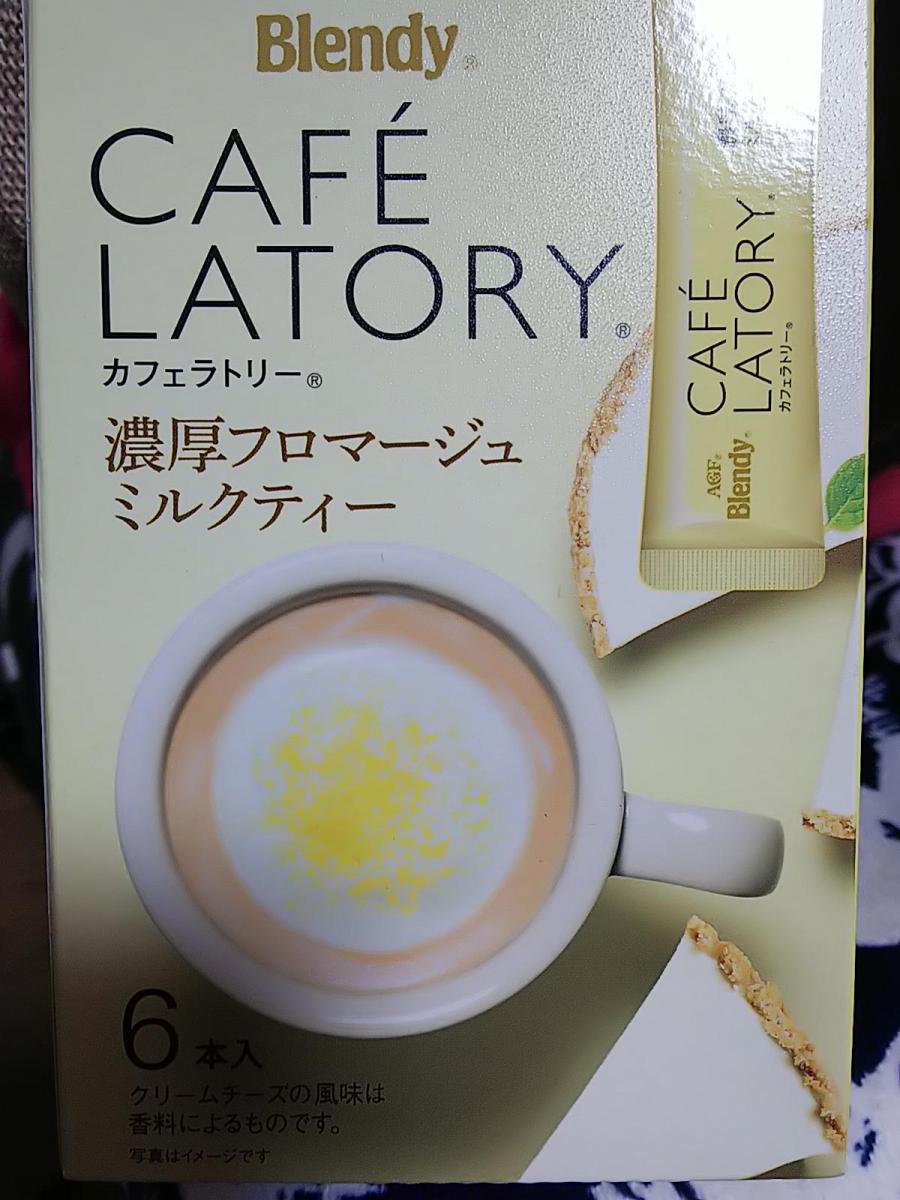 Blendy®
CAFÉ
LATORY®
カフェラトリー®
濃厚フロマージュ
ミルクティー
CAFÉ
LATORY®
カフェラトリー®
AGF®
Blendy®
6本入
クリームチーズの風味は
香料によるものです。
写真はイメージです